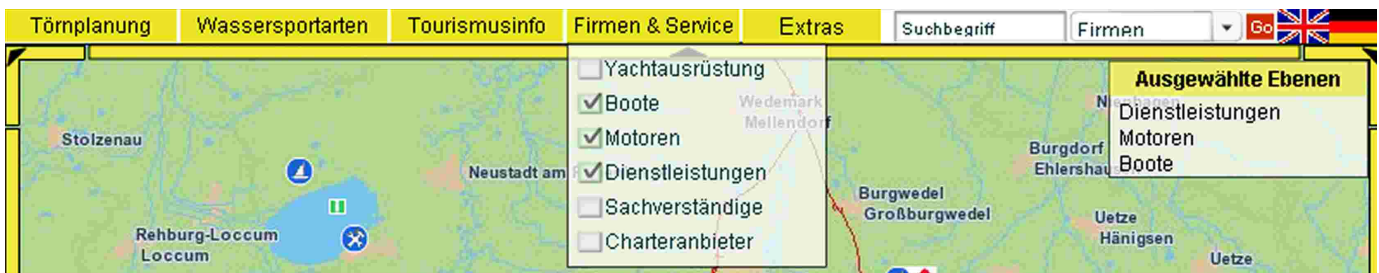 Törnplanung
Wassersportarten
Tourismusinfo
Firmen & Service
Extras
Suchbegriff
Firmen
Go
Yachtausrüstung
Boote
Motoren
Dienstleistungen
Sachverständige
Charteranbieter
Ausgewählte Ebenen
Dienstleistungen
Motoren
Boote
Stolzenau
Neustadt am
Wedemark
Mellendorf
Burgdorf
Burgwedel
Großburgwedel
Uetze
Hänigsen
Uetze
Rehburg-Loccum
Loccum